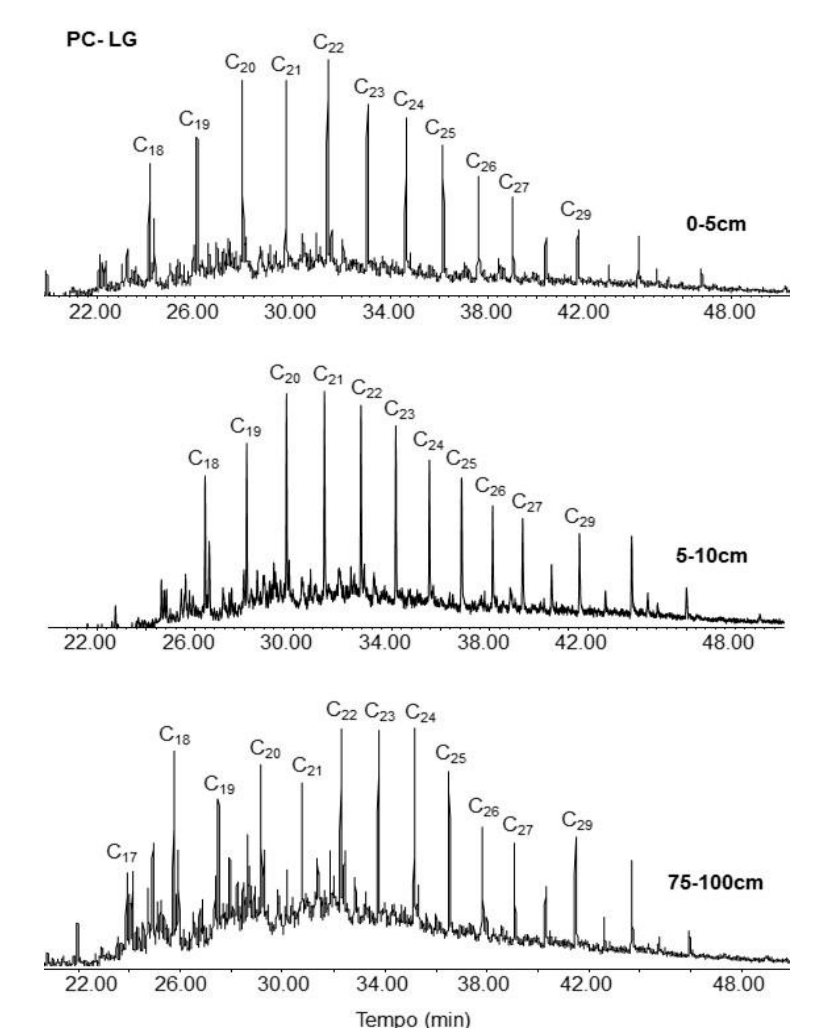 PC- LG
C18 C19 C20 C21 C22 C23 C24 C25 C26 C27 C29
0-5cm
22.00 26.00 30.00 34.00 38.00 42.00 48.00
C18 C19 C20 C21 C22 C23 C24 C25 C26 C27 C29
5-10cm
22.00 26.00 30.00 34.00 38.00 42.00 48.00
C17 C18 C19 C20 C21 C22 C23 C24 C25 C26 C27 C29
75-100cm
22.00 26.00 30.00 34.00 38.00 42.00 48.00
Tempo (min)